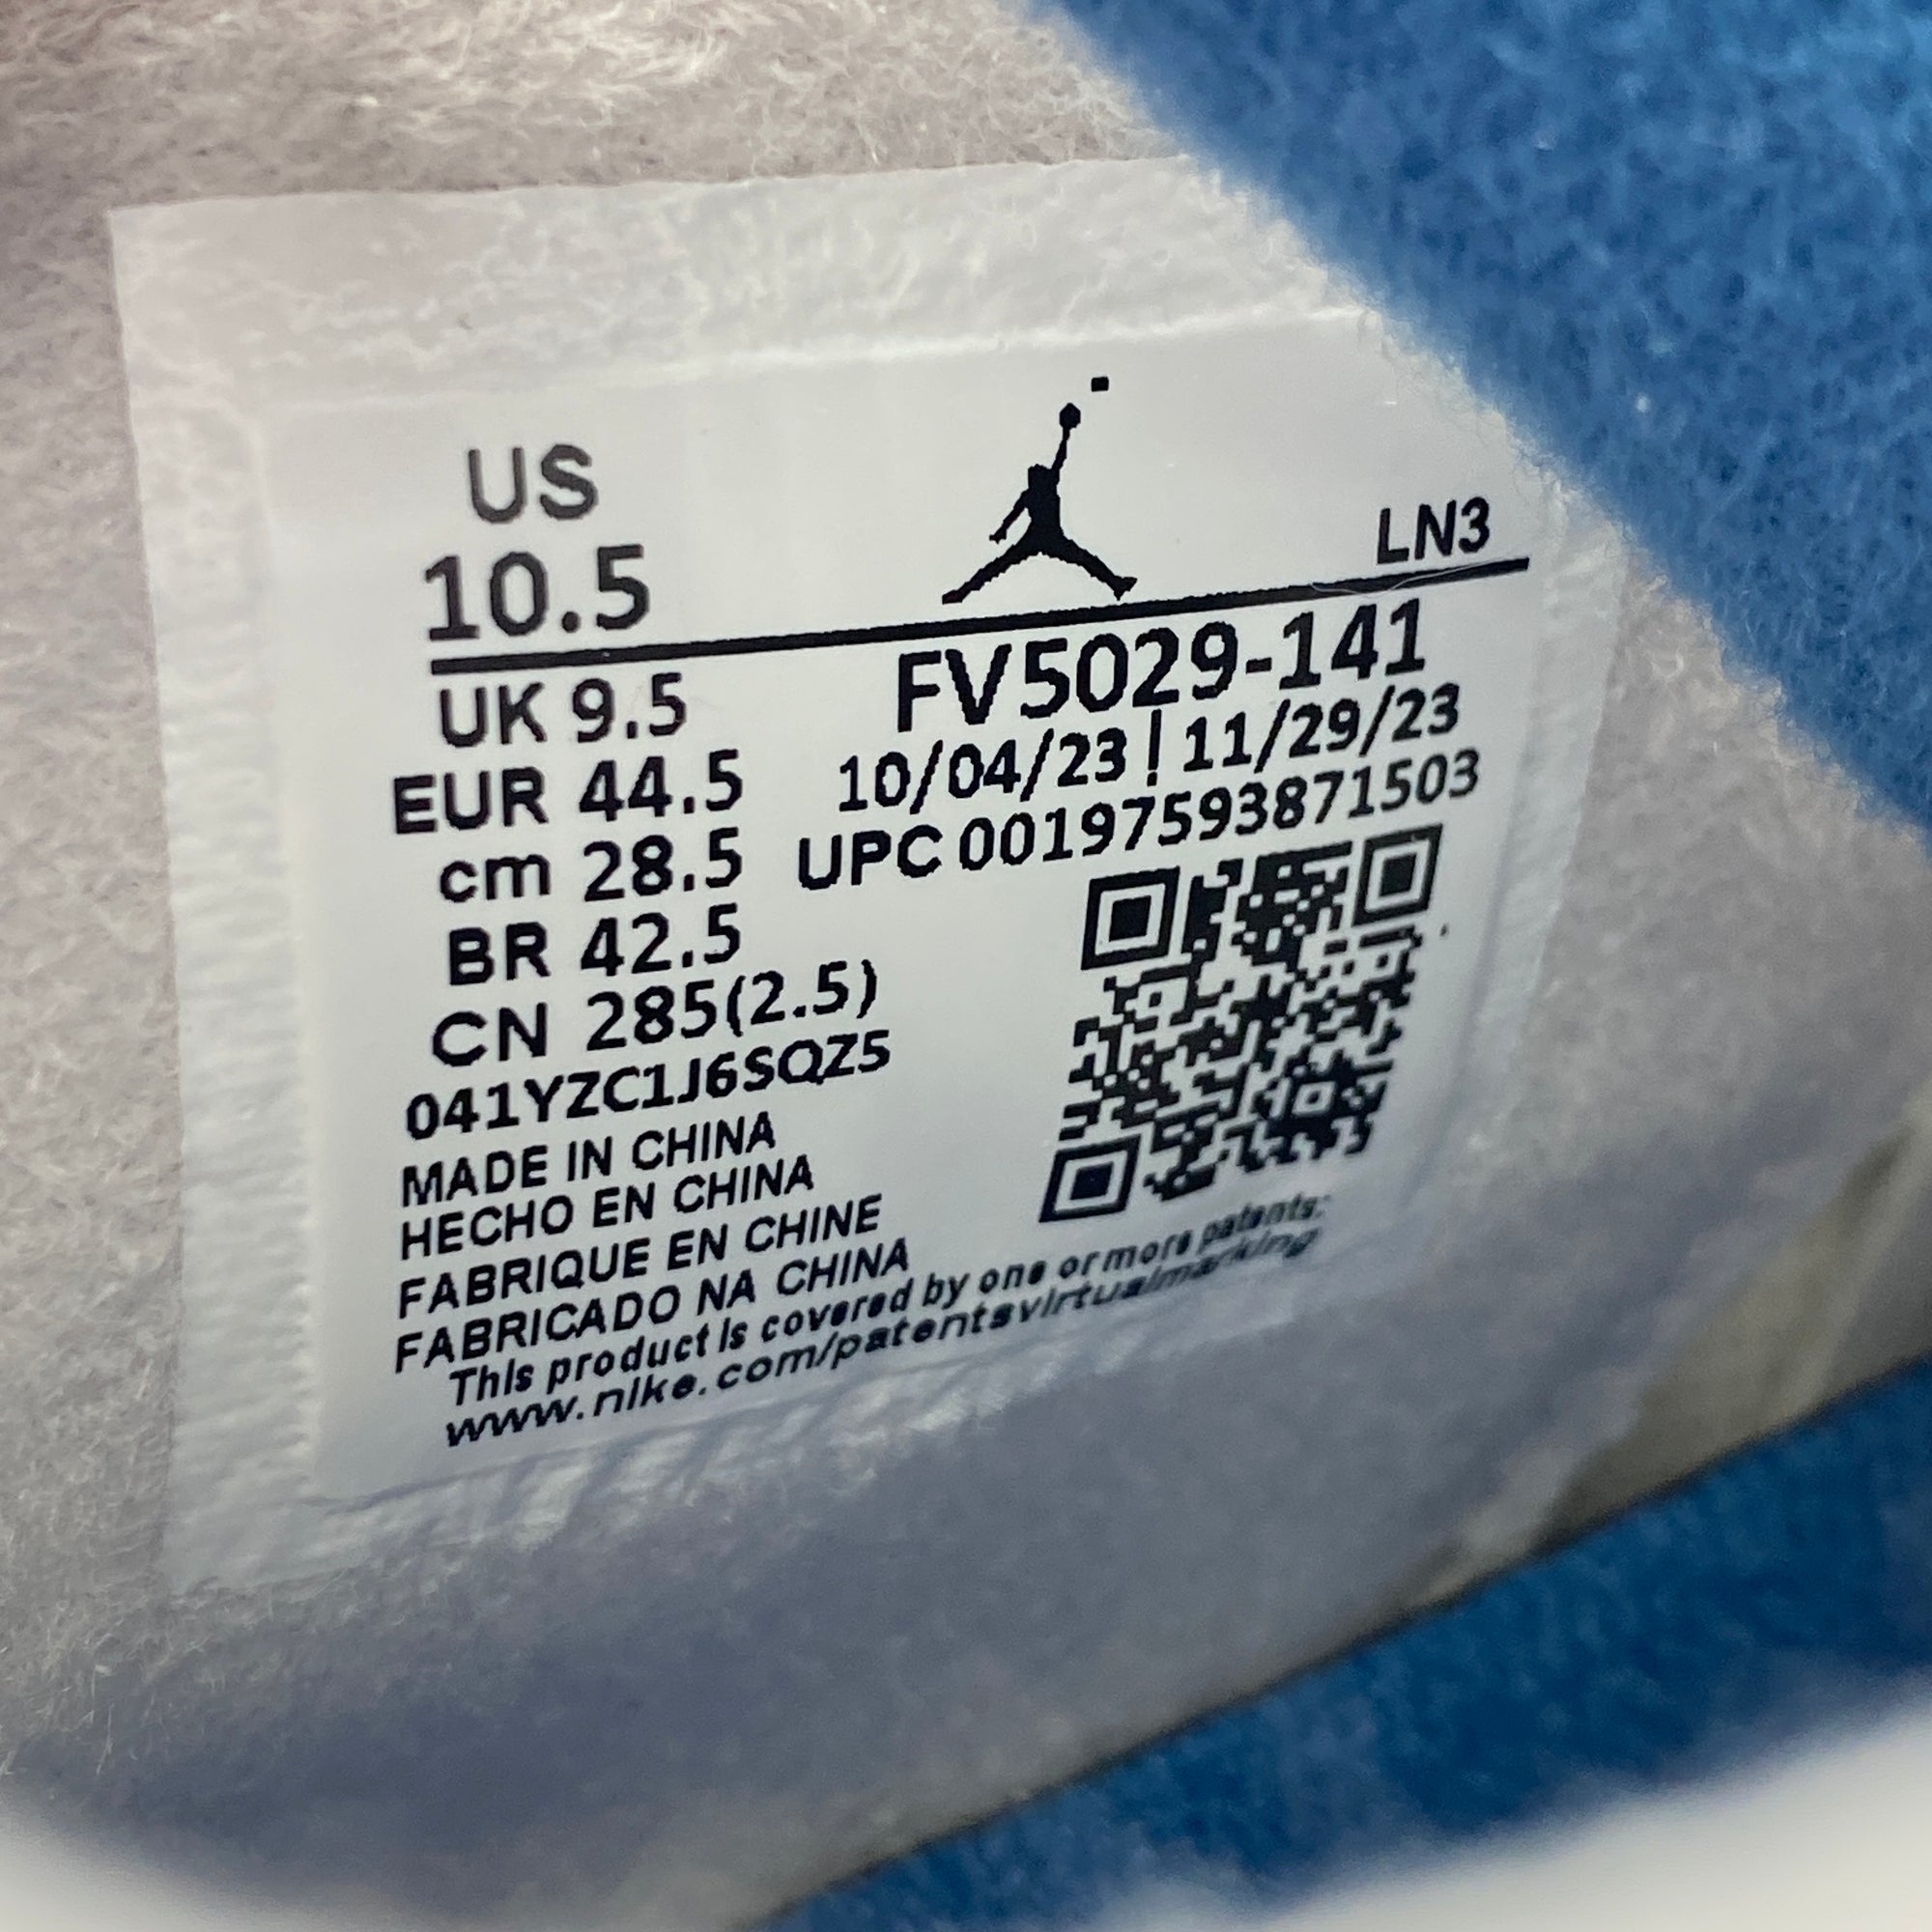 US
10.5
LN3
UK 9.5
EUR 44.5
cm 28.5
BR 42.5
CN 285(2.5)
FV5029-141
10/04/23 | 11/29/23
UPC 00197593871503
041YZC1J6SQZ5
MADE IN CHINA
HECHO EN CHINA
FABRIQUE EN CHINE
FABRICADO NA CHINA
This product is covered by one or more patents:
www.nike.com/patentsvirtualmarking